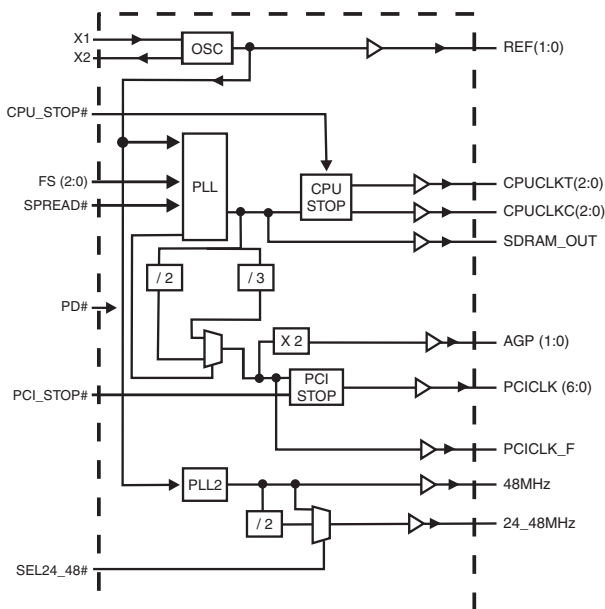 X1
OSC
REF(1:0)
X2
CPU_STOP#
PLL
CPU
STOP
FS (2:0)
CPUCLKT(2:0)
SPREAD#
CPUCLKC(2:0)
SDRAM_OUT
/ 2
/ 3
PD#
X 2
AGP (1:0)
PCI
STOP
PCI_STOP#
PCICLK (6:0)
PCICLK_F
PLL2
48MHz
/ 2
24_48MHz
SEL24_48#